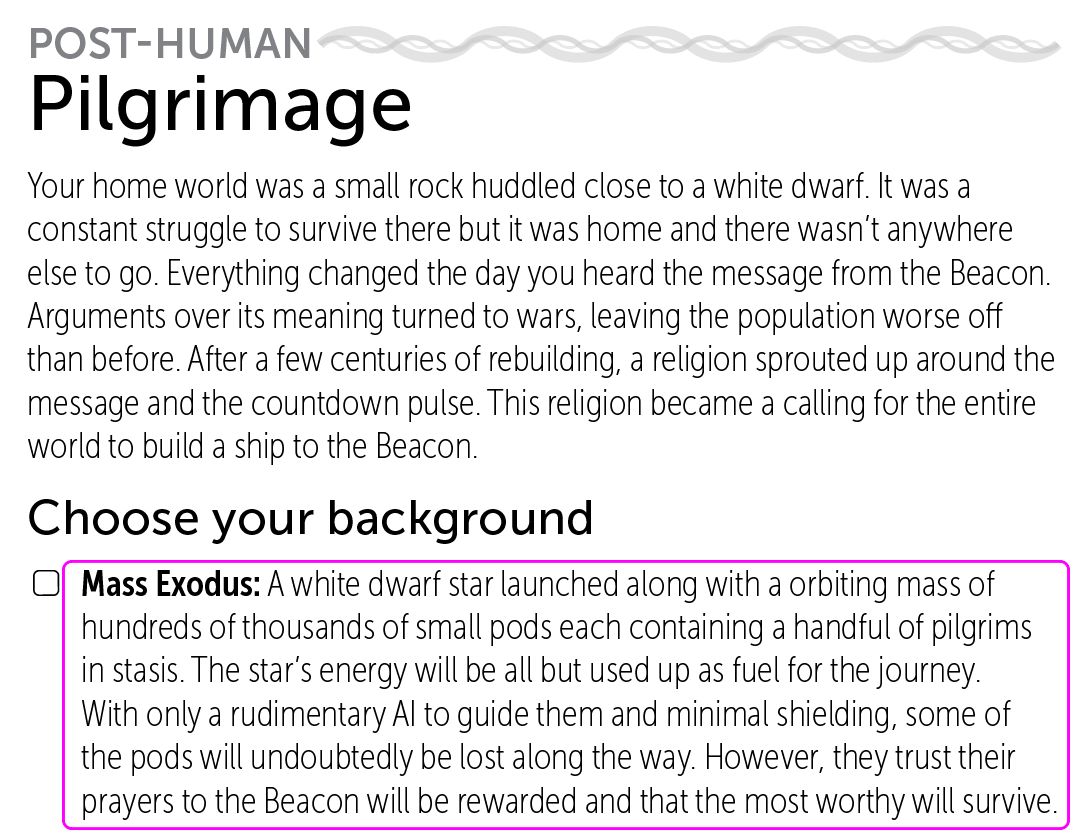 POST-HUMAN
Pilgrimage
Your home world was a small rock huddled close to a white dwarf. It was a
constant struggle to survive there but it was home and there wasn’t anywhere
else to go. Everything changed the day you heard the message from the Beacon.
Arguments over its meaning turned to wars, leaving the population worse off
than before. After a few centuries of rebuilding, a religion sprouted up around the
message and the countdown pulse. This religion became a calling for the entire
world to build a ship to the Beacon.
Choose your background
Mass Exodus: A white dwarf star launched along with a orbiting mass of
hundreds of thousands of small pods each containing a handful of pilgrims
in stasis. The star’s energy will be all but used up as fuel for the journey.
With only a rudimentary AI to guide them and minimal shielding, some of
the pods will undoubtedly be lost along the way. However, they trust their
prayers to the Beacon will be rewarded and that the most worthy will survive.